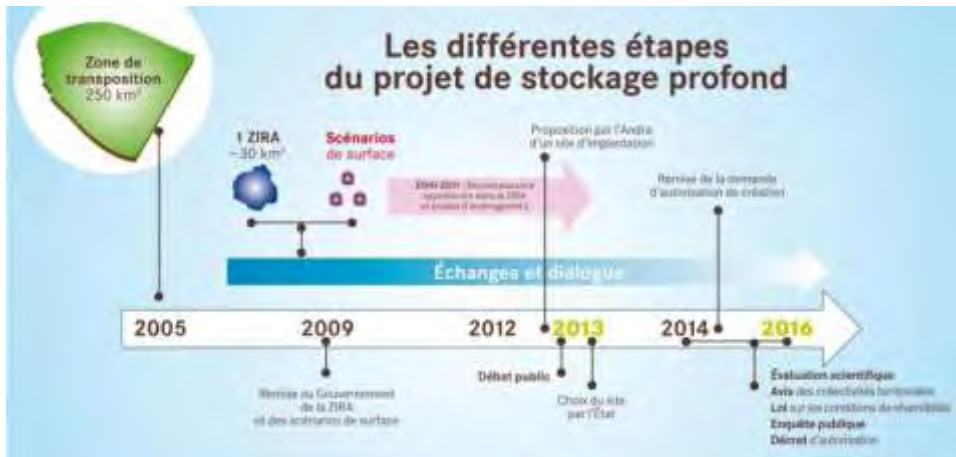 Les différentes étapes
du projet de stockage profond
Zone de
transposition
250 km²
1 ZIRA
~30 km²
Scénarios
de surface
Proposition par l'Andra
d'un site d'implantation
Remise de la demande
d'autorisation de création
Échanges et dialogue
2005
2009
2012
2013
2014
2016
Remise au Gouvernement
de la ZIRA
et des scénarios de surface
Débat public
Choix du site
par l'État
Évaluation scientifique
Avis des collectivités territoriales
Loi sur les conditions de réversibilité
Enquête publique
Décret d'autorisation